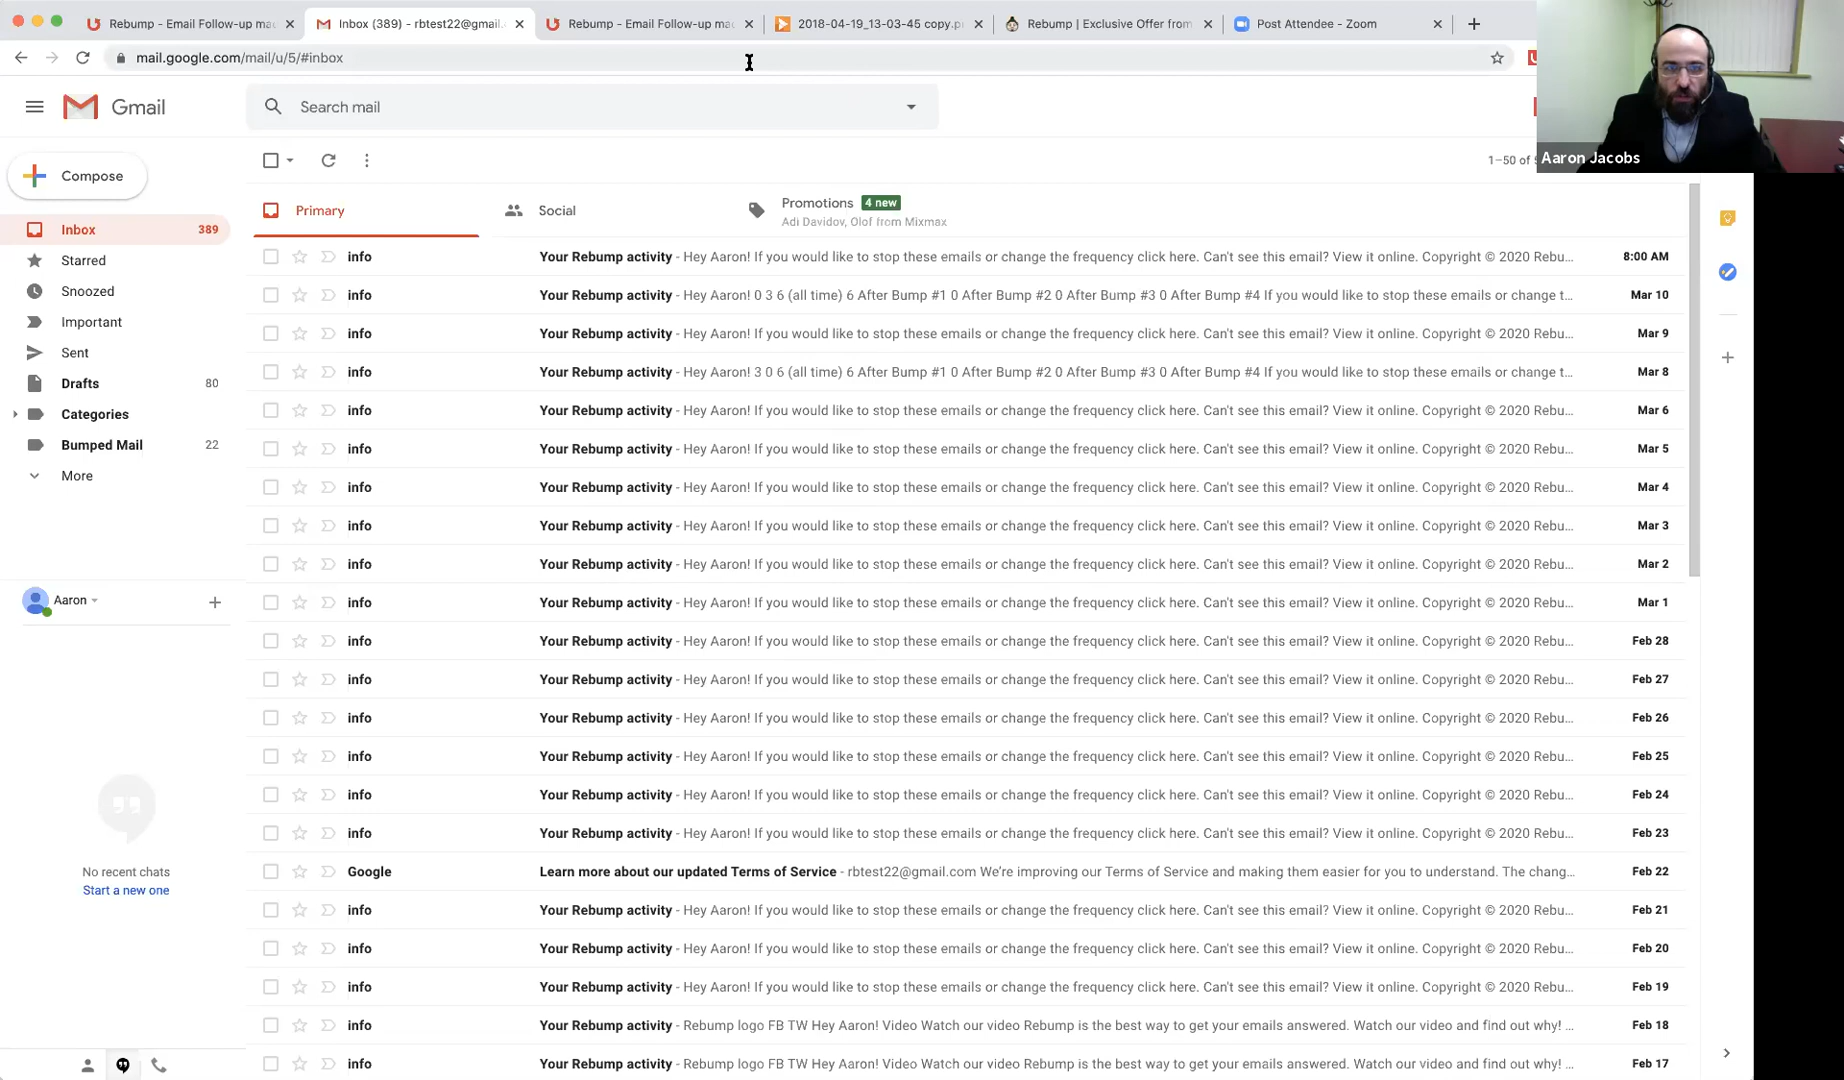 Rebump - Email Follow-up mac
Inbox (389) - rbtest22@gmail.
Rebump - Email Follow-up mac
2018-04-19_13-03-45 copy.p
Rebump | Exclusive Offer from
Post Attendee - Zoom
mail.google.com/mail/u/5/#inbox
Gmail
Search mail
Aaron Jacobs
Compose
1–50 of
Primary
Social
Promotions 4 new
Adi Davidov, Olof from Mixmax
Inbox 389
Starred
Snoozed
Important
Sent
Drafts 80
Categories
Bumped Mail 22
More
Aaron
No recent chats
Start a new one
info Your Rebump activity - Hey Aaron! If you would like to stop these emails or change the frequency click here. Can't see this email? View it online. Copyright © 2020 Rebu... 8:00 AM
info Your Rebump activity - Hey Aaron! 0 3 6 (all time) 6 After Bump #1 0 After Bump #2 0 After Bump #3 0 After Bump #4 If you would like to stop these emails or change t... Mar 10
info Your Rebump activity - Hey Aaron! If you would like to stop these emails or change the frequency click here. Can't see this email? View it online. Copyright © 2020 Rebu... Mar 9
info Your Rebump activity - Hey Aaron! 3 0 6 (all time) 6 After Bump #1 0 After Bump #2 0 After Bump #3 0 After Bump #4 If you would like to stop these emails or change t... Mar 8
info Your Rebump activity - Hey Aaron! If you would like to stop these emails or change the frequency click here. Can't see this email? View it online. Copyright © 2020 Rebu... Mar 6
info Your Rebump activity - Hey Aaron! If you would like to stop these emails or change the frequency click here. Can't see this email? View it online. Copyright © 2020 Rebu... Mar 5
info Your Rebump activity - Hey Aaron! If you would like to stop these emails or change the frequency click here. Can't see this email? View it online. Copyright © 2020 Rebu... Mar 4
info Your Rebump activity - Hey Aaron! If you would like to stop these emails or change the frequency click here. Can't see this email? View it online. Copyright © 2020 Rebu... Mar 3
info Your Rebump activity - Hey Aaron! If you would like to stop these emails or change the frequency click here. Can't see this email? View it online. Copyright © 2020 Rebu... Mar 2
info Your Rebump activity - Hey Aaron! If you would like to stop these emails or change the frequency click here. Can't see this email? View it online. Copyright © 2020 Rebu... Mar 1
info Your Rebump activity - Hey Aaron! If you would like to stop these emails or change the frequency click here. Can't see this email? View it online. Copyright © 2020 Rebu... Feb 28
info Your Rebump activity - Hey Aaron! If you would like to stop these emails or change the frequency click here. Can't see this email? View it online. Copyright © 2020 Rebu... Feb 27
info Your Rebump activity - Hey Aaron! If you would like to stop these emails or change the frequency click here. Can't see this email? View it online. Copyright © 2020 Rebu... Feb 26
info Your Rebump activity - Hey Aaron! If you would like to stop these emails or change the frequency click here. Can't see this email? View it online. Copyright © 2020 Rebu... Feb 25
info Your Rebump activity - Hey Aaron! If you would like to stop these emails or change the frequency click here. Can't see this email? View it online. Copyright © 2020 Rebu... Feb 24
info Your Rebump activity - Hey Aaron! If you would like to stop these emails or change the frequency click here. Can't see this email? View it online. Copyright © 2020 Rebu... Feb 23
Google Learn more about our updated Terms of Service - rbtest22@gmail.com We're improving our Terms of Service and making them easier for you to understand. The chang... Feb 22
info Your Rebump activity - Hey Aaron! If you would like to stop these emails or change the frequency click here. Can't see this email? View it online. Copyright © 2020 Rebu... Feb 21
info Your Rebump activity - Hey Aaron! If you would like to stop these emails or change the frequency click here. Can't see this email? View it online. Copyright © 2020 Rebu... Feb 20
info Your Rebump activity - Hey Aaron! If you would like to stop these emails or change the frequency click here. Can't see this email? View it online. Copyright © 2020 Rebu... Feb 19
info Your Rebump activity - Rebump logo FB TW Hey Aaron! Video Watch our video Rebump is the best way to get your emails answered. Watch our video and find out why! ... Feb 18
info Your Rebump activity - Rebump logo FB TW Hey Aaron! Video Watch our video Rebump is the best way to get your emails answered. Watch our video and find out why! ... Feb 17